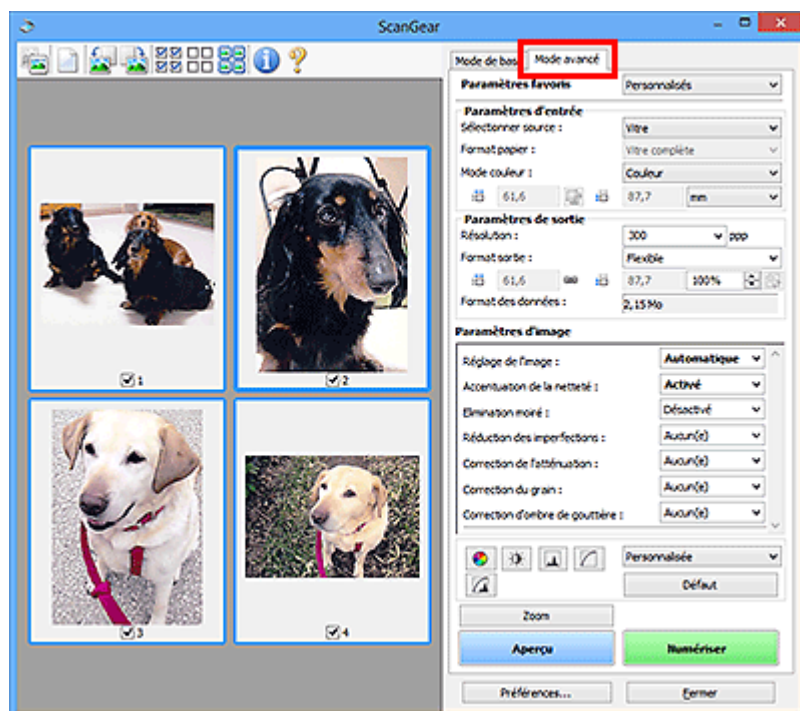 ScanGear
Mode de bas Mode avancé
Paramètres favoris Personnalisés
Paramètres d'entrée
Sélectionner source : Vitre
Format papier : Vitre complète
Mode couleur : Couleur
61,6 87,7 mm
Paramètres de sortie
Résolution : 300 ppp
Format sortie : Flexible
61,6 87,7 100%
Format des données : 2,15 Mo
Paramètres d'image
Réglage de l'image : Automatique
Accentuation de la netteté : Activé
Elimination moiré : Désactivé
Réduction des imperfections : Aucun(e)
Correction de l'atténuation : Aucun(e)
Correction du grain : Aucun(e)
Correction d'ombre de gouttière : Aucun(e)
Personnalisée
Défaut
Zoom
Aperçu Numériser
Préférences... Fermer
1
2
3
4